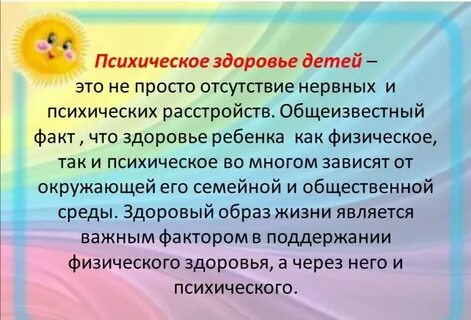 Психическое здоровье детей –
это не просто отсутствие нервных и
психических расстройств. Общеизвестный
факт , что здоровье ребенка как физическое,
так и психическое во многом зависят от
окружающей его семейной и общественной
среды. Здоровый образ жизни является
важным фактором в поддержании
физического здоровья, а через него и
психического.